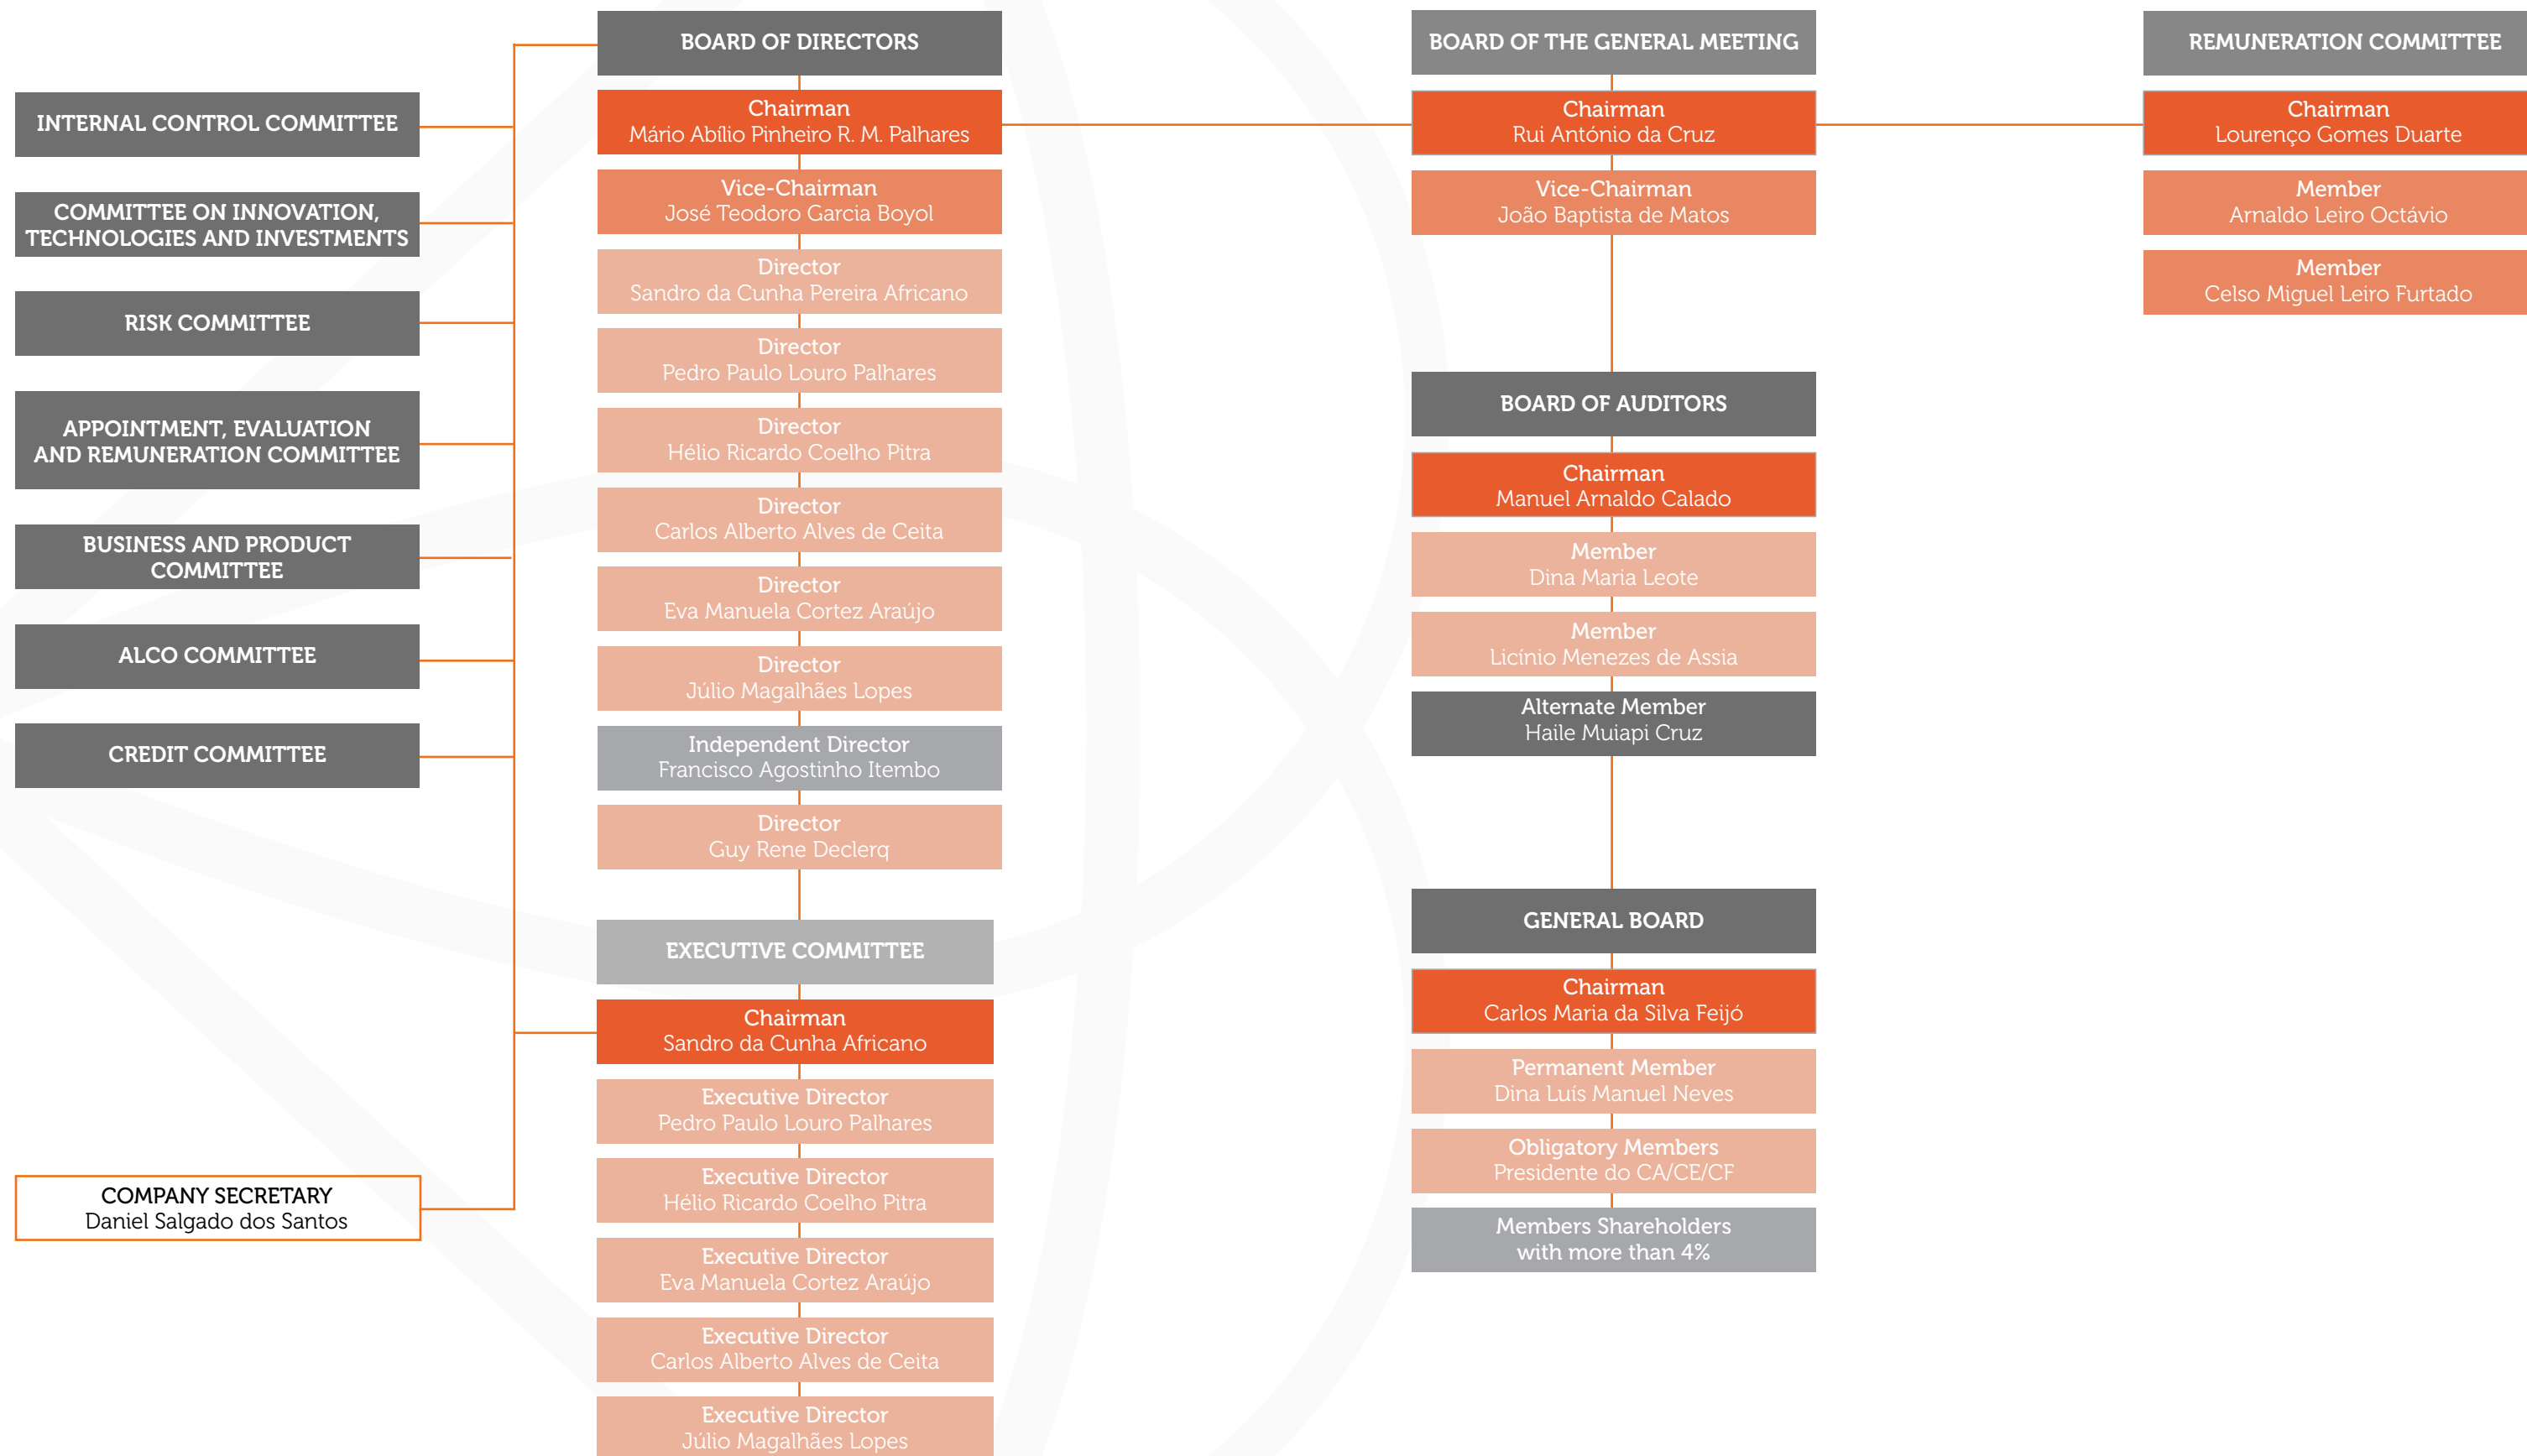 BOARD OF DIRECTORS
Chairman
Mário Abílio Pinheiro R. M. Palhares
Vice-Chairman
José Teodoro Garcia Boyol
Director
Sandro da Cunha Pereira Africano
Director
Pedro Paulo Louro Palhares
Director
Hélio Ricardo Coelho Pitra
Director
Carlos Alberto Alves de Ceita
Director
Eva Manuela Cortez Araújo
Director
Júlio Magalhães Lopes
Independent Director
Francisco Agostinho Itembo
Director
Guy Rene Declerq
EXECUTIVE COMMITTEE
Chairman
Sandro da Cunha Africano
Executive Director
Pedro Paulo Louro Palhares
Executive Director
Hélio Ricardo Coelho Pitra
Executive Director
Eva Manuela Cortez Araújo
Executive Director
Carlos Alberto Alves de Ceita
Executive Director
Júlio Magalhães Lopes
INTERNAL CONTROL COMMITTEE
COMMITTEE ON INNOVATION,
TECHNOLOGIES AND INVESTMENTS
RISK COMMITTEE
APPOINTMENT, EVALUATION
AND REMUNERATION COMMITTEE
BUSINESS AND PRODUCT
COMMITTEE
ALCO COMMITTEE
CREDIT COMMITTEE
COMPANY SECRETARY
Daniel Salgado dos Santos
BOARD OF THE GENERAL MEETING
Chairman
Rui António da Cruz
Vice-Chairman
João Baptista de Matos
BOARD OF AUDITORS
Chairman
Manuel Arnaldo Calado
Member
Dina Maria Leote
Member
Licínio Menezes de Assia
Alternate Member
Haile Muiapi Cruz
GENERAL BOARD
Chairman
Carlos Maria da Silva Feijó
Permanent Member
Dina Luís Manuel Neves
Obligatory Members
Presidente do CA/CE/CF
Members Shareholders
with more than 4%
REMUNERATION COMMITTEE
Chairman
Lourenço Gomes Duarte
Member
Arnaldo Leiro Octávio
Member
Celso Miguel Leiro Furtado